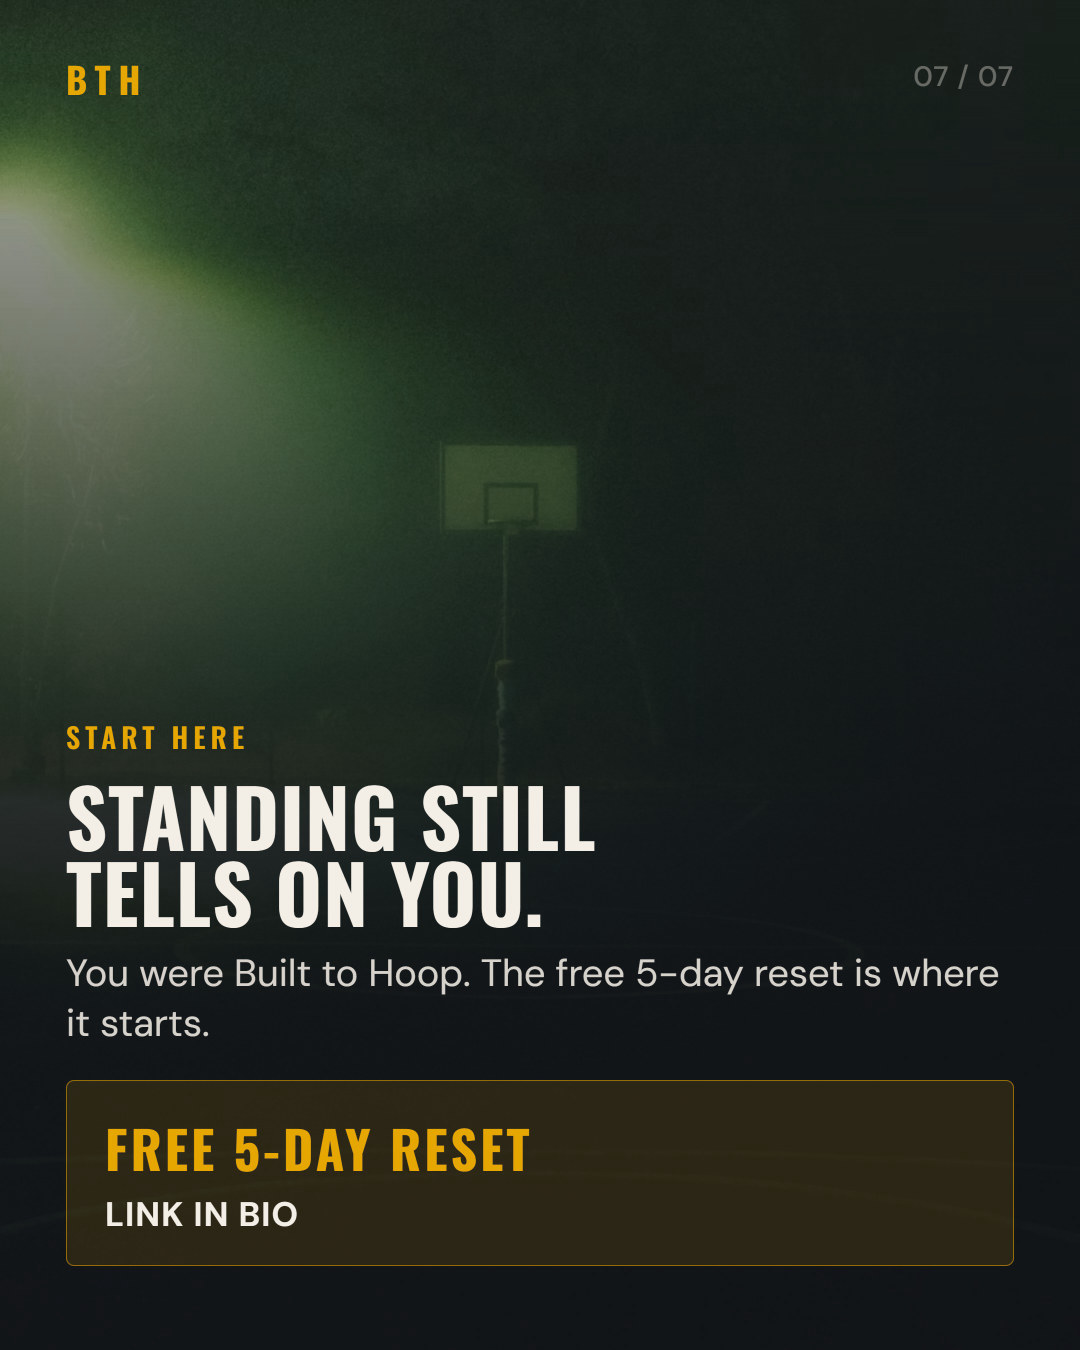 BTH
07 / 07
START HERE
STANDING STILL
TELLS ON YOU.
You were Built to Hoop. The free 5-day reset is where
it starts.
FREE 5-DAY RESET
LINK IN BIO